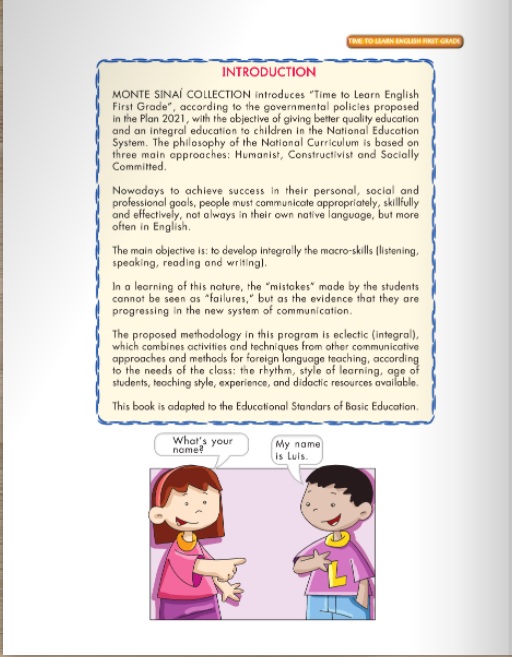 TIME TO LEARN ENGLISH FIRST GRADE
INTRODUCTION
MONTE SINAÍ COLLECTION introduces “Time to Learn English
First Grade”, according to the governmental policies proposed
in the Plan 2021, with the objective of giving better quality education
and an integral education to children in the National Education
System. The philosophy of the National Curriculum is based on
three main approaches: Humanist, Constructivist and Socially
Committed.
Nowadays to achieve success in their personal, social and
professional goals, people must communicate appropriately, skillfully
and effectively, not always in their own native language, but more
often in English.
The main objective is: to develop integrally the macro-skills (listening,
speaking, reading and writing).
In a learning of this nature, the “mistakes” made by the students
cannot be seen as “failures,” but as the evidence that they are
progressing in the new system of communication.
The proposed methodology in this program is eclectic (integral),
which combines activities and techniques from other communicative
approaches and methods for foreign language teaching, according
to the needs of the class: the rhythm, style of learning, age of
students, teaching style, experience, and didactic resources available.
This book is adapted to the Educational Standars of Basic Education.
What's your
name?
My name
is Luis.
L